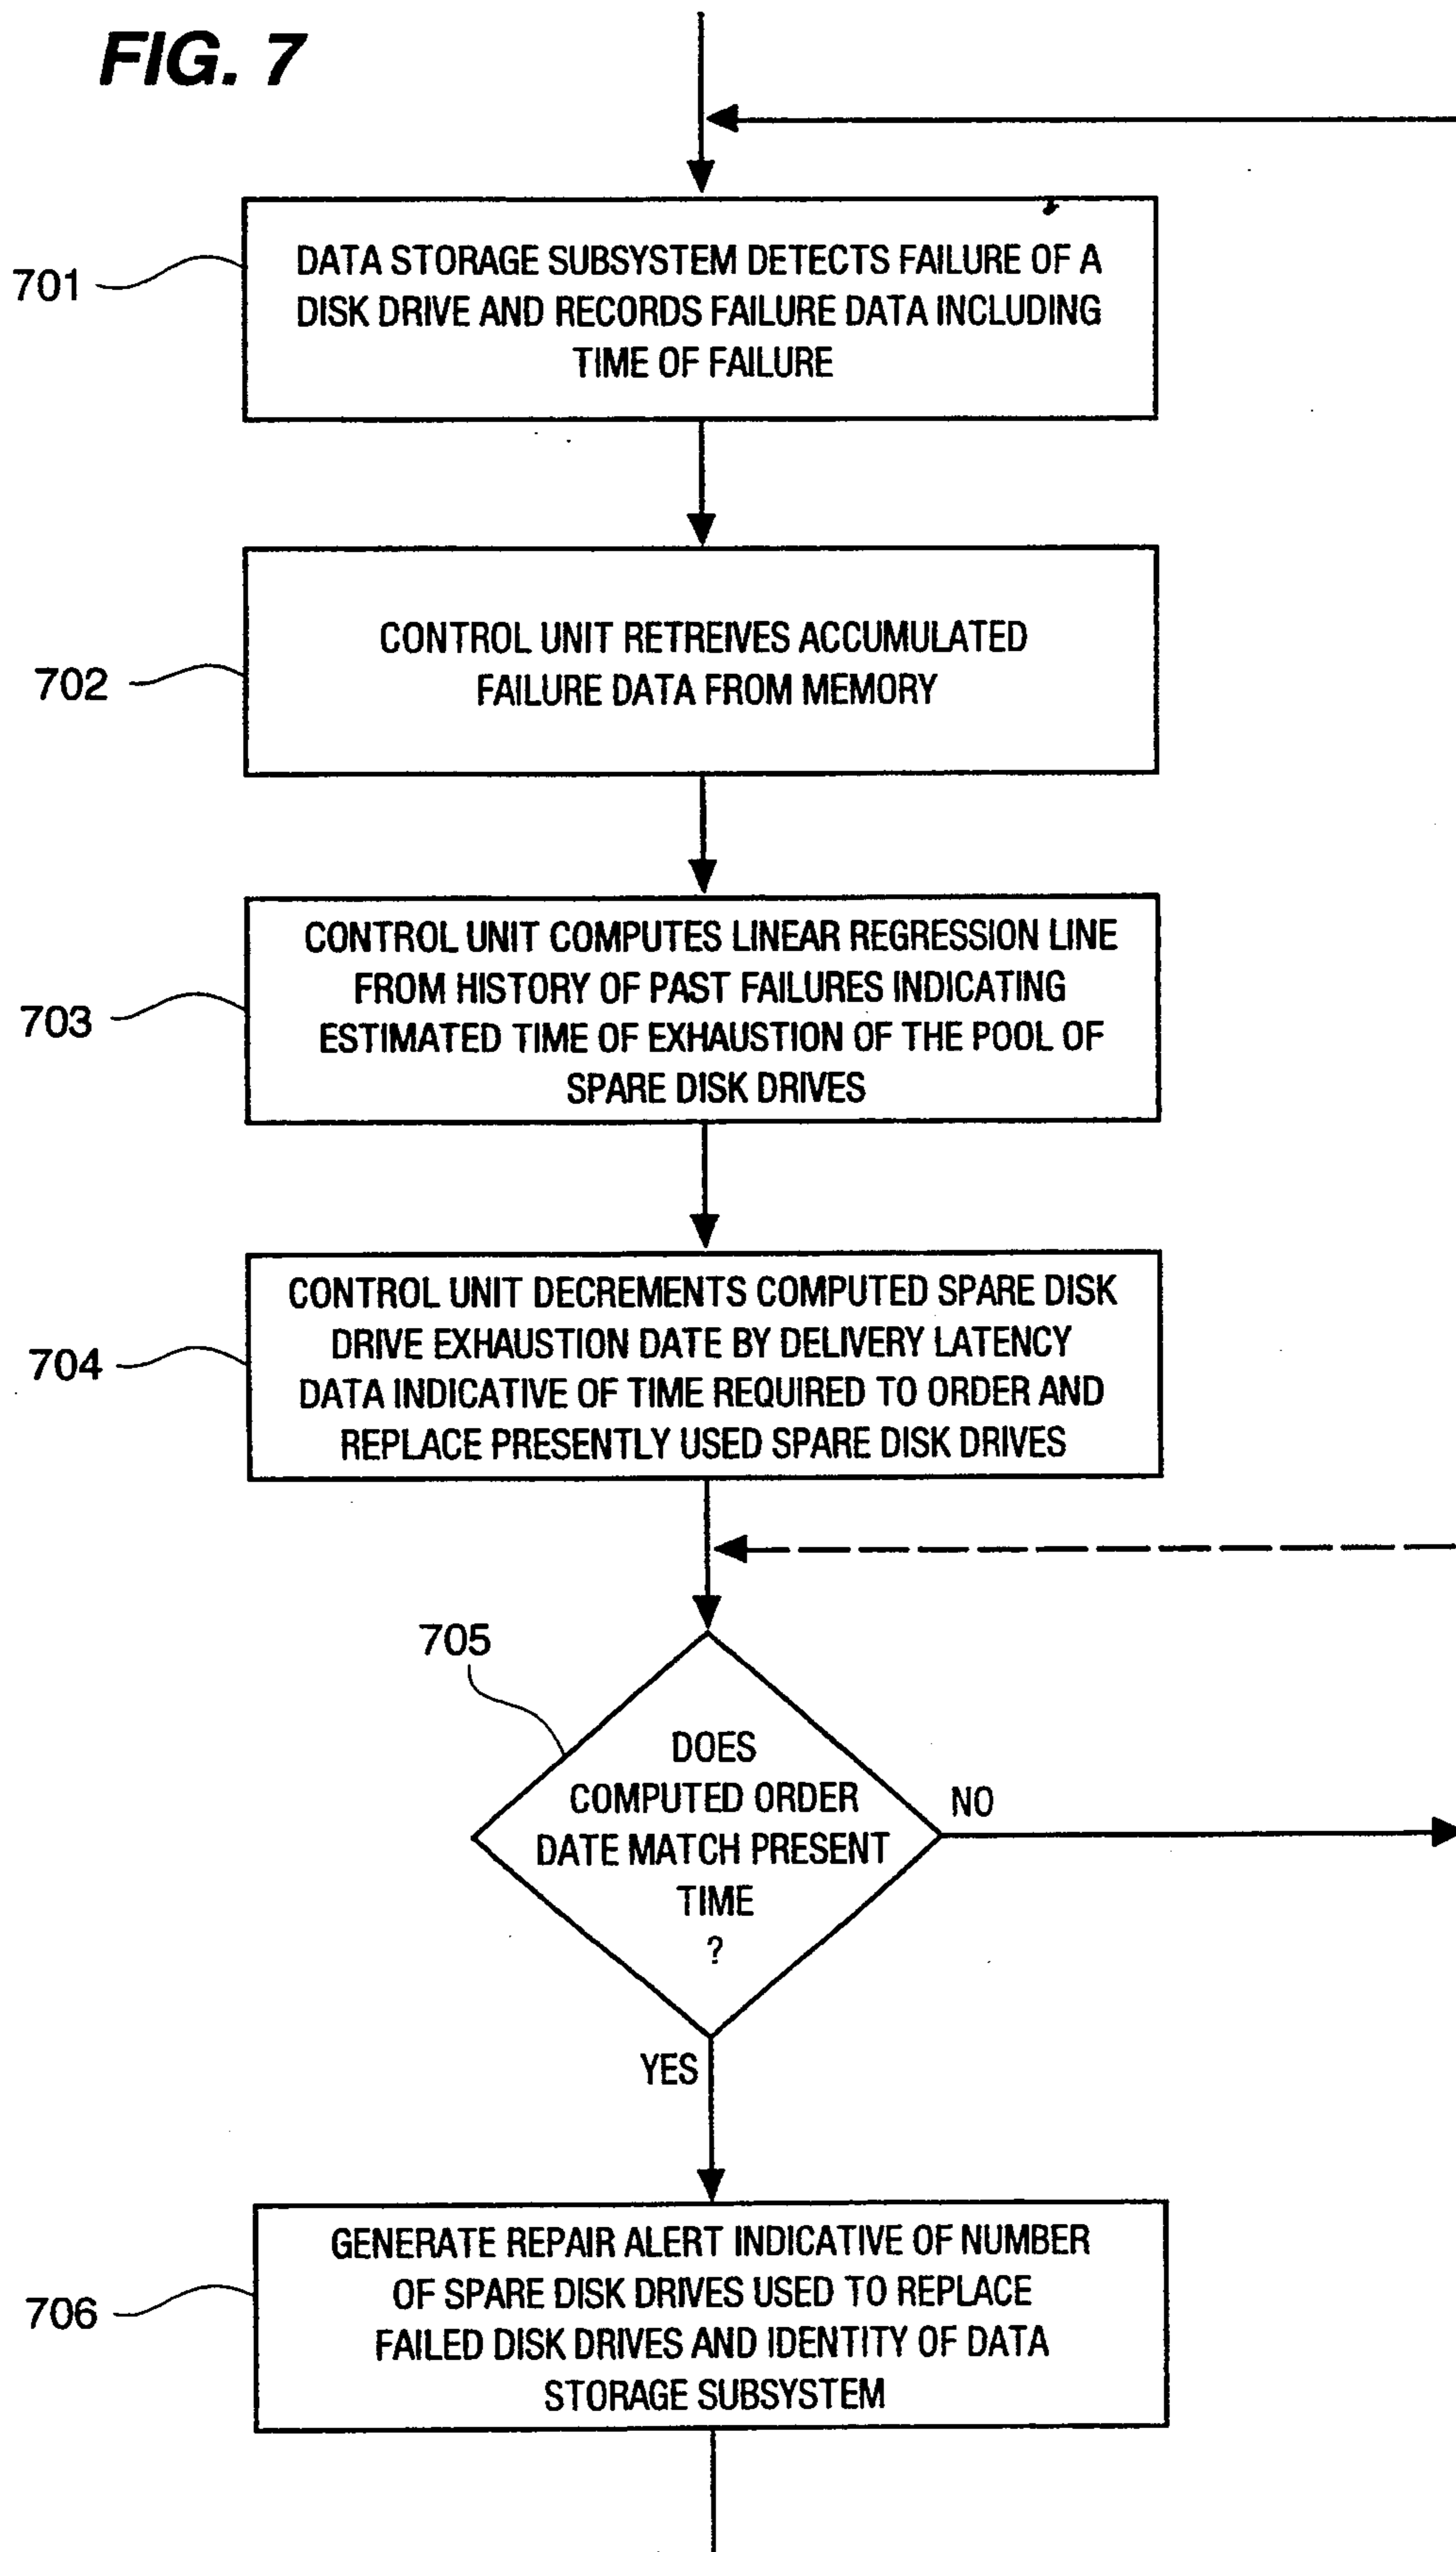 FIG. 7
701
DATA STORAGE SUBSYSTEM DETECTS FAILURE OF A
DISK DRIVE AND RECORDS FAILURE DATA INCLUDING
TIME OF FAILURE
702
CONTROL UNIT RETREIVES ACCUMULATED
FAILURE DATA FROM MEMORY
703
CONTROL UNIT COMPUTES LINEAR REGRESSION LINE
FROM HISTORY OF PAST FAILURES INDICATING
ESTIMATED TIME OF EXHAUSTION OF THE POOL OF
SPARE DISK DRIVES
704
CONTROL UNIT DECREMENTS COMPUTED SPARE DISK
DRIVE EXHAUSTION DATE BY DELIVERY LATENCY
DATA INDICATIVE OF TIME REQUIRED TO ORDER AND
REPLACE PRESENTLY USED SPARE DISK DRIVES
705
DOES
COMPUTED ORDER
DATE MATCH PRESENT
TIME
?
NO
YES
706
GENERATE REPAIR ALERT INDICATIVE OF NUMBER
OF SPARE DISK DRIVES USED TO REPLACE
FAILED DISK DRIVES AND IDENTITY OF DATA
STORAGE SUBSYSTEM